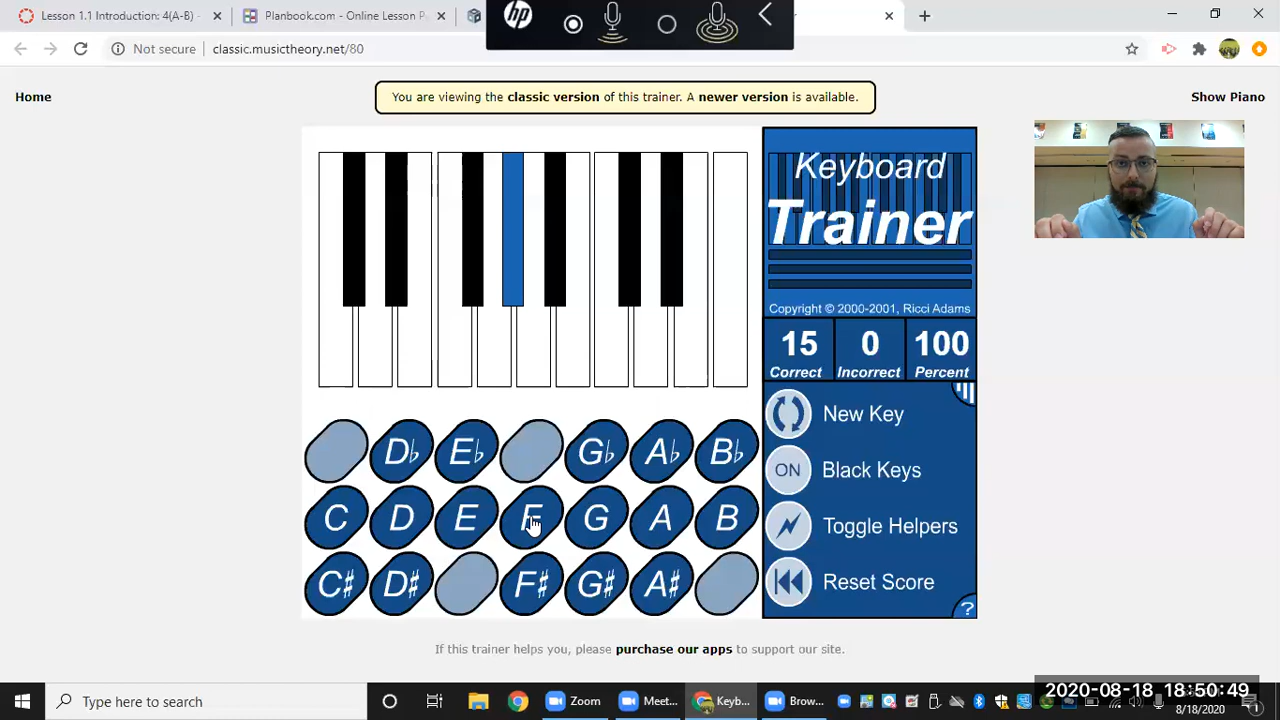 Lesson 1.1 Introduction: 4(A-B)
Planbook.com - Online Lesson P
hp
Not secure
classic.musictheory.net/80
Home
You are viewing the classic version of this trainer. A newer version is available.
Show Piano
Keyboard
Trainer
Copyright © 2000-2001, Ricci Adams
15 0 100
Correct Incorrect Percent
New Key
ON Black Keys
Toggle Helpers
Reset Score
?
D♭ E♭ G♭ A♭ B♭
C D E F G A B
C♯ D♯ F♯ G♯ A♯
If this trainer helps you, please purchase our apps to support our site.
Type here to search
Zoom
Meet...
Keyb...
Brow...
2020-08-18 18:50:49
8/18/2020